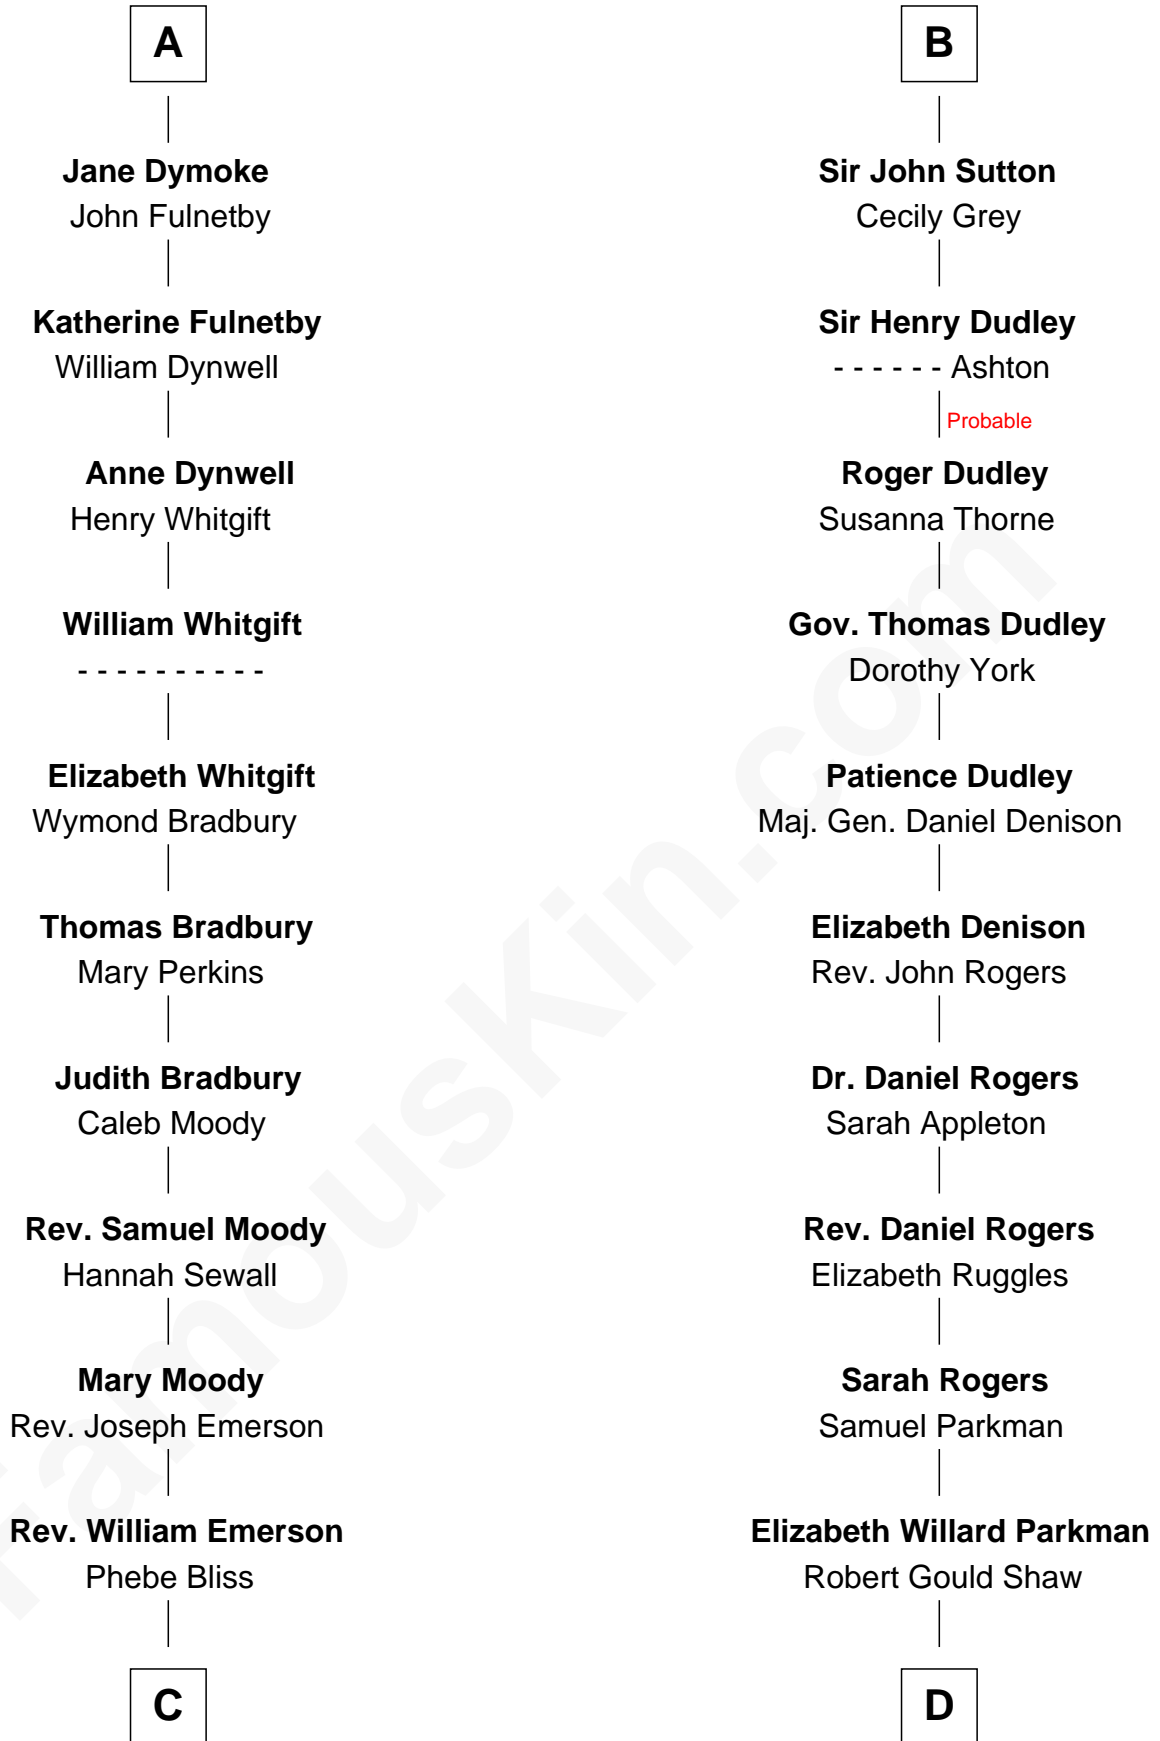 A
Jane Dymoke
John Fulnetby
Katherine Fulnetby
William Dynwell
Anne Dynwell
Henry Whitgift
William Whitgift
- - - - - - - - - -
Elizabeth Whitgift
Wymond Bradbury
Thomas Bradbury
Mary Perkins
Judith Bradbury
Caleb Moody
Rev. Samuel Moody
Hannah Sewall
Mary Moody
Rev. Joseph Emerson
Rev. William Emerson
Phebe Bliss
C
B
Sir John Sutton
Cecily Grey
Sir Henry Dudley
- - - - - - Ashton
Probable
Roger Dudley
Susanna Thorne
Gov. Thomas Dudley
Dorothy York
Patience Dudley
Maj. Gen. Daniel Denison
Elizabeth Denison
Rev. John Rogers
Dr. Daniel Rogers
Sarah Appleton
Rev. Daniel Rogers
Elizabeth Ruggles
Sarah Rogers
Samuel Parkman
Elizabeth Willard Parkman
Robert Gould Shaw
D
FamousKin.com